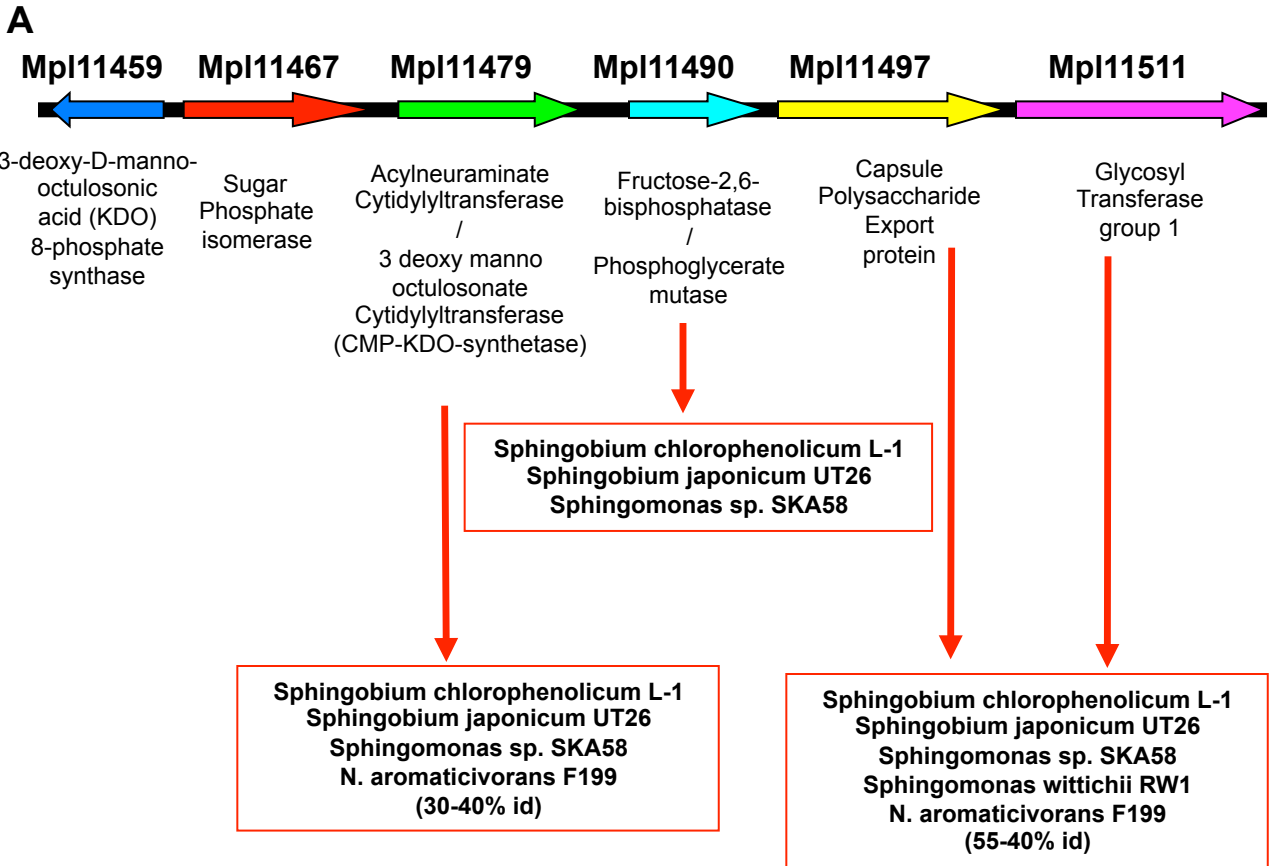 A
Mpl11459 Mpl11467 Mpl11479 Mpl11490 Mpl11497 Mpl11511
3-deoxy-D-manno-
octulosonic
acid (KDO)
8-phosphate
synthase
Sugar
Phosphate
isomerase
Acylneuraminate
Cytidylyltransferase
/
3 deoxy manno
octulosonate
Cytidylyltransferase
(CMP-KDO-synthetase)
Fructose-2,6-
bisphosphatase
/
Phosphoglycerate
mutase
Capsule
Polysaccharide
Export
protein
Glycosyl
Transferase
group 1
Sphingobium chlorophenolicum L-1
Sphingobium japonicum UT26
Sphingomonas sp. SKA58
Sphingobium chlorophenolicum L-1
Sphingobium japonicum UT26
Sphingomonas sp. SKA58
N. aromaticivorans F199
(30-40% id)
Sphingobium chlorophenolicum L-1
Sphingobium japonicum UT26
Sphingomonas sp. SKA58
Sphingomonas wittichii RW1
N. aromaticivorans F199
(55-40% id)